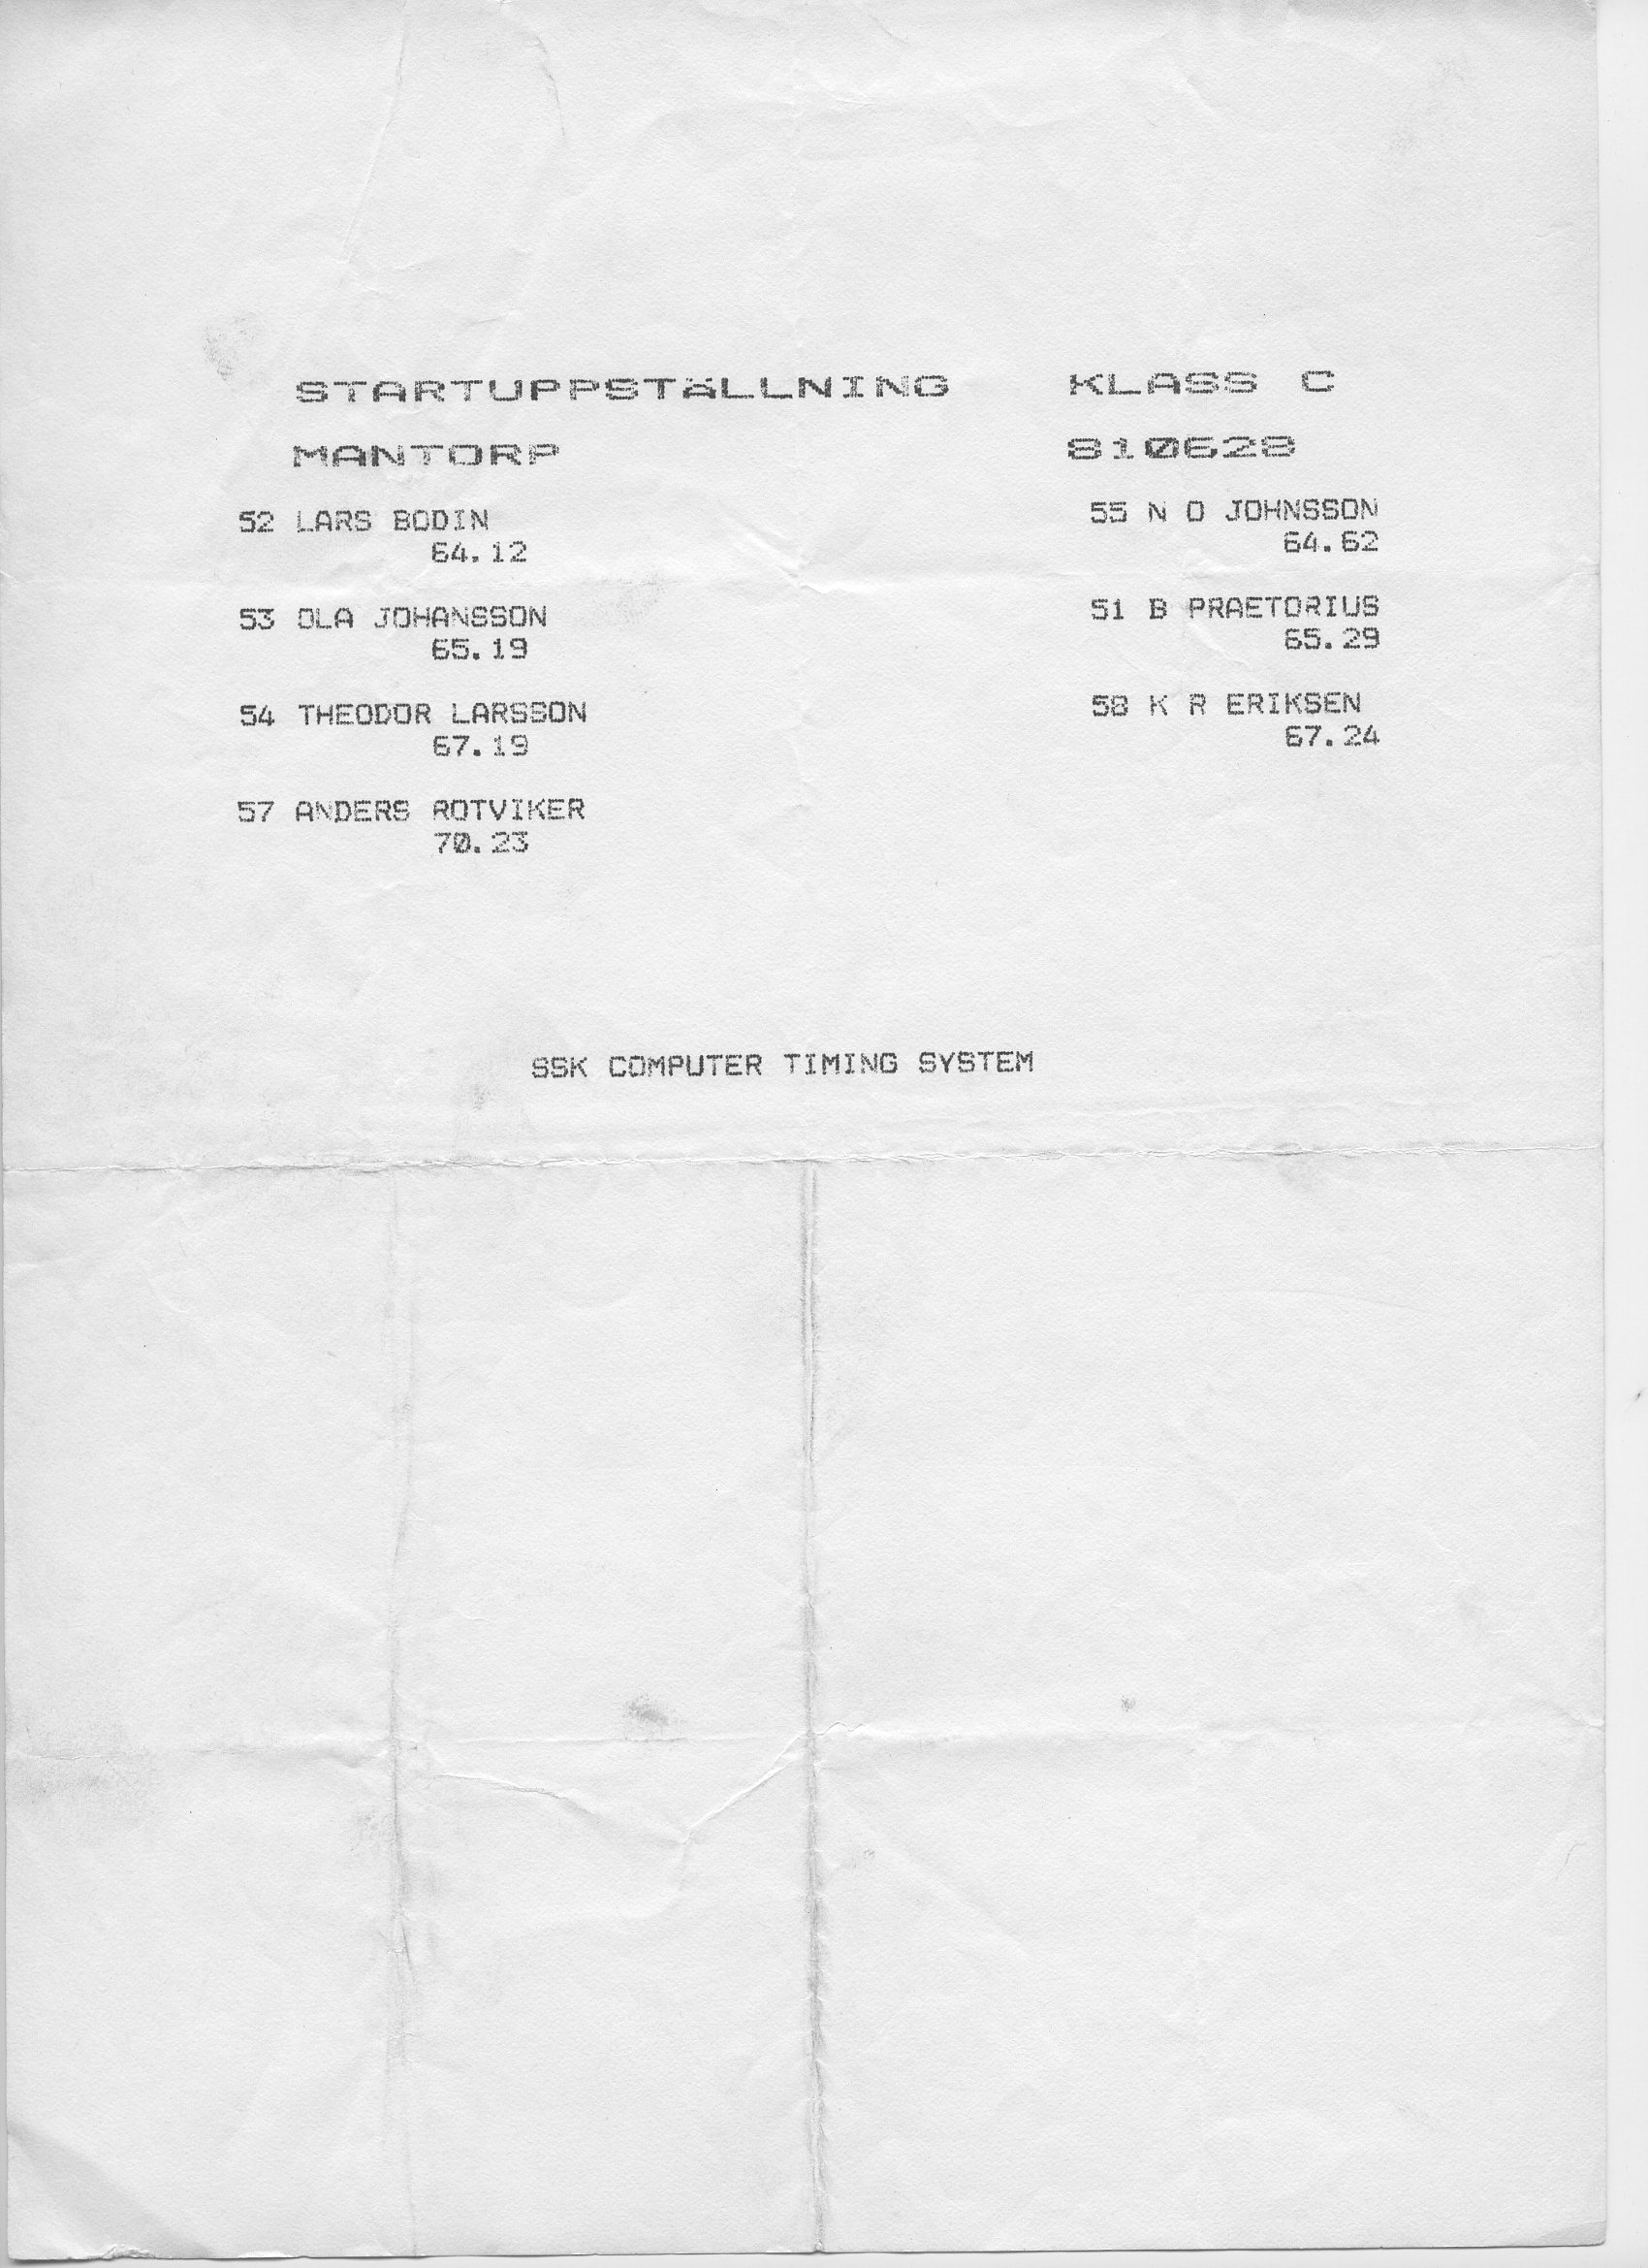 STARTUPPSTÄLLNING KLASS C
MANTORP 810628
52 LARS BODIN 55 N O JOHNSSON
64.12 64.62
53 OLA JOHANSSON 51 B PRAETORIUS
65.19 65.29
54 THEODOR LARSSON 58 K R ERIKSEN
67.19 67.24
57 ANDERS ROTVIKER
70.23
SSK COMPUTER TIMING SYSTEM